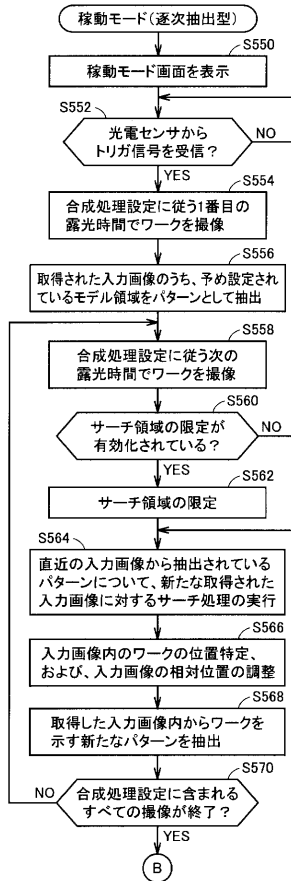 稼動モード(逐次抽出型)
S550
稼動モード画面を表示
S552
光電センサから
トリガ信号を受信?
NO
YES
S554
合成処理設定に従う1番目の
露光時間でワークを撮像
S556
取得された入力画像のうち、予め設定され
ているモデル領域をパターンとして抽出
S558
合成処理設定に従う次の
露光時間でワークを撮像
S560
サーチ領域の限定が
有効化されている?
NO
YES
S562
サーチ領域の限定
S564
直近の入力画像から抽出されている
パターンについて、新たな取得された
入力画像に対するサーチ処理の実行
S566
入力画像内のワークの位置特定、
および、入力画像の相対位置の調整
S568
取得した入力画像内からワークを
示す新たなパターンを抽出
S570
NO
合成処理設定に含まれる
すべての撮像が終了?
YES
B